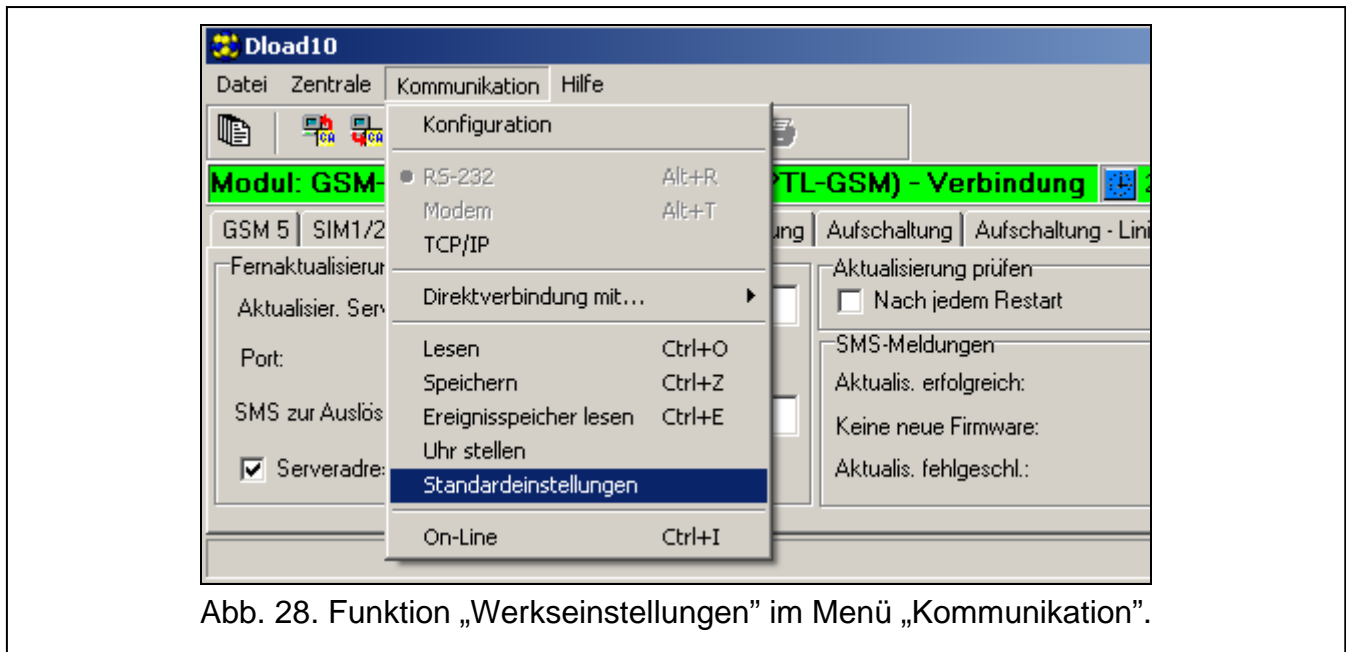 Dload10
Datei Zentrale Kommunikation Hilfe
Konfiguration
Modul: GSM- TL-GSM) - Verbindung
RS-232 Alt+R
Modem Alt+T
TCP/IP
GSM 5 SIM1/2 ung Aufschaltung Aufschaltung - Lini
Fernaktualisierun
Aktualisier. Serv
Direktverbindung mit...
Aktualisierung prüfen
Nach jedem Restart
Port:
Lesen Ctrl+O
Speichern Ctrl+Z
SMS zur Auslös
Ereignisspeicher lesen Ctrl+E
Uhr stellen
Serveradre
Standardeinstellungen
On-Line Ctrl+I
SMS-Meldungen
Aktualis. erfolgreich:
Keine neue Firmware:
Aktualis. fehlgeschl.:
Abb. 28. Funktion „Werkseinstellungen” im Menü „Kommunikation”.